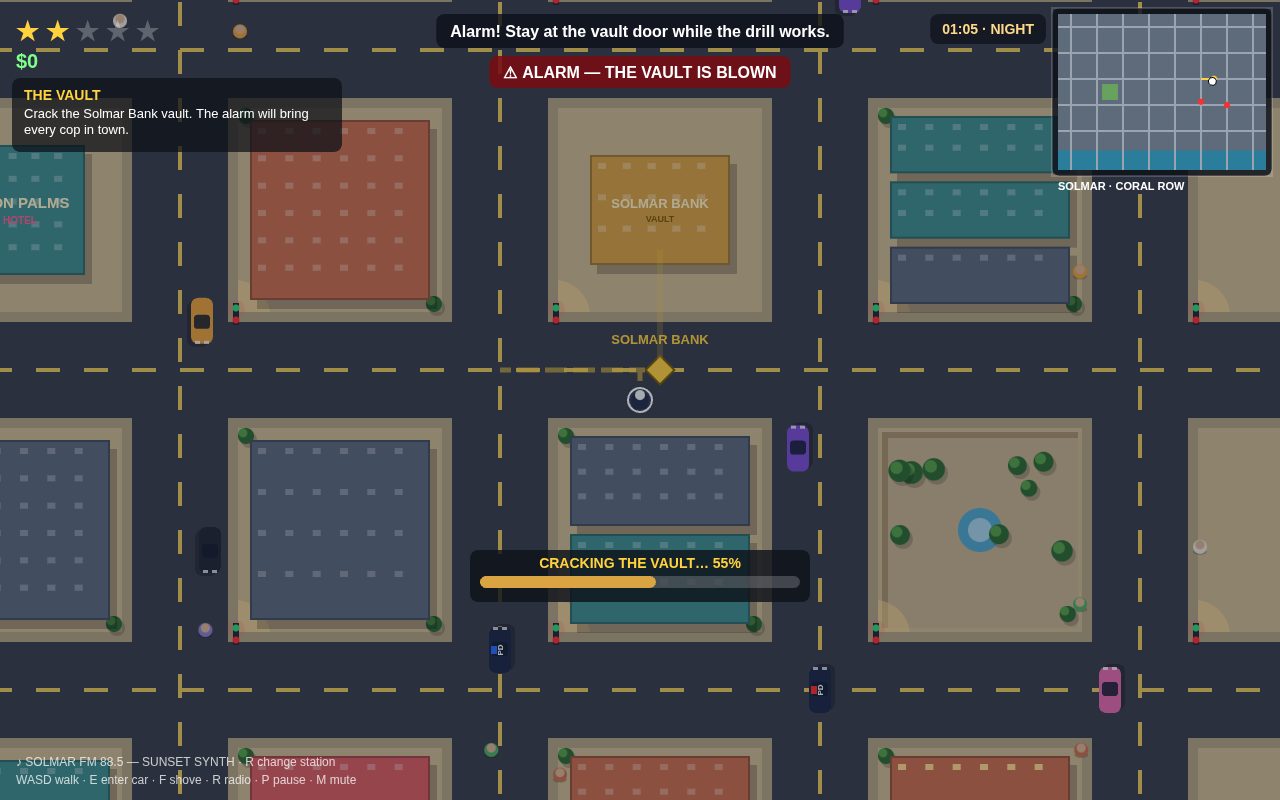 Alarm! Stay at the vault door while the drill works.
01:05 · NIGHT
$0
⚠ ALARM — THE VAULT IS BLOWN
THE VAULT
Crack the Solmar Bank vault. The alarm will bring
every cop in town.
SOLMAR · CORAL ROW
ON PALMS
HOTEL
SOLMAR BANK
VAULT
SOLMAR BANK
CRACKING THE VAULT… 55%
PD
PD
♪ SOLMAR FM 88.5 — SUNSET SYNTH · R change station
WASD walk · E enter car · F shove · R radio · P pause · M mute